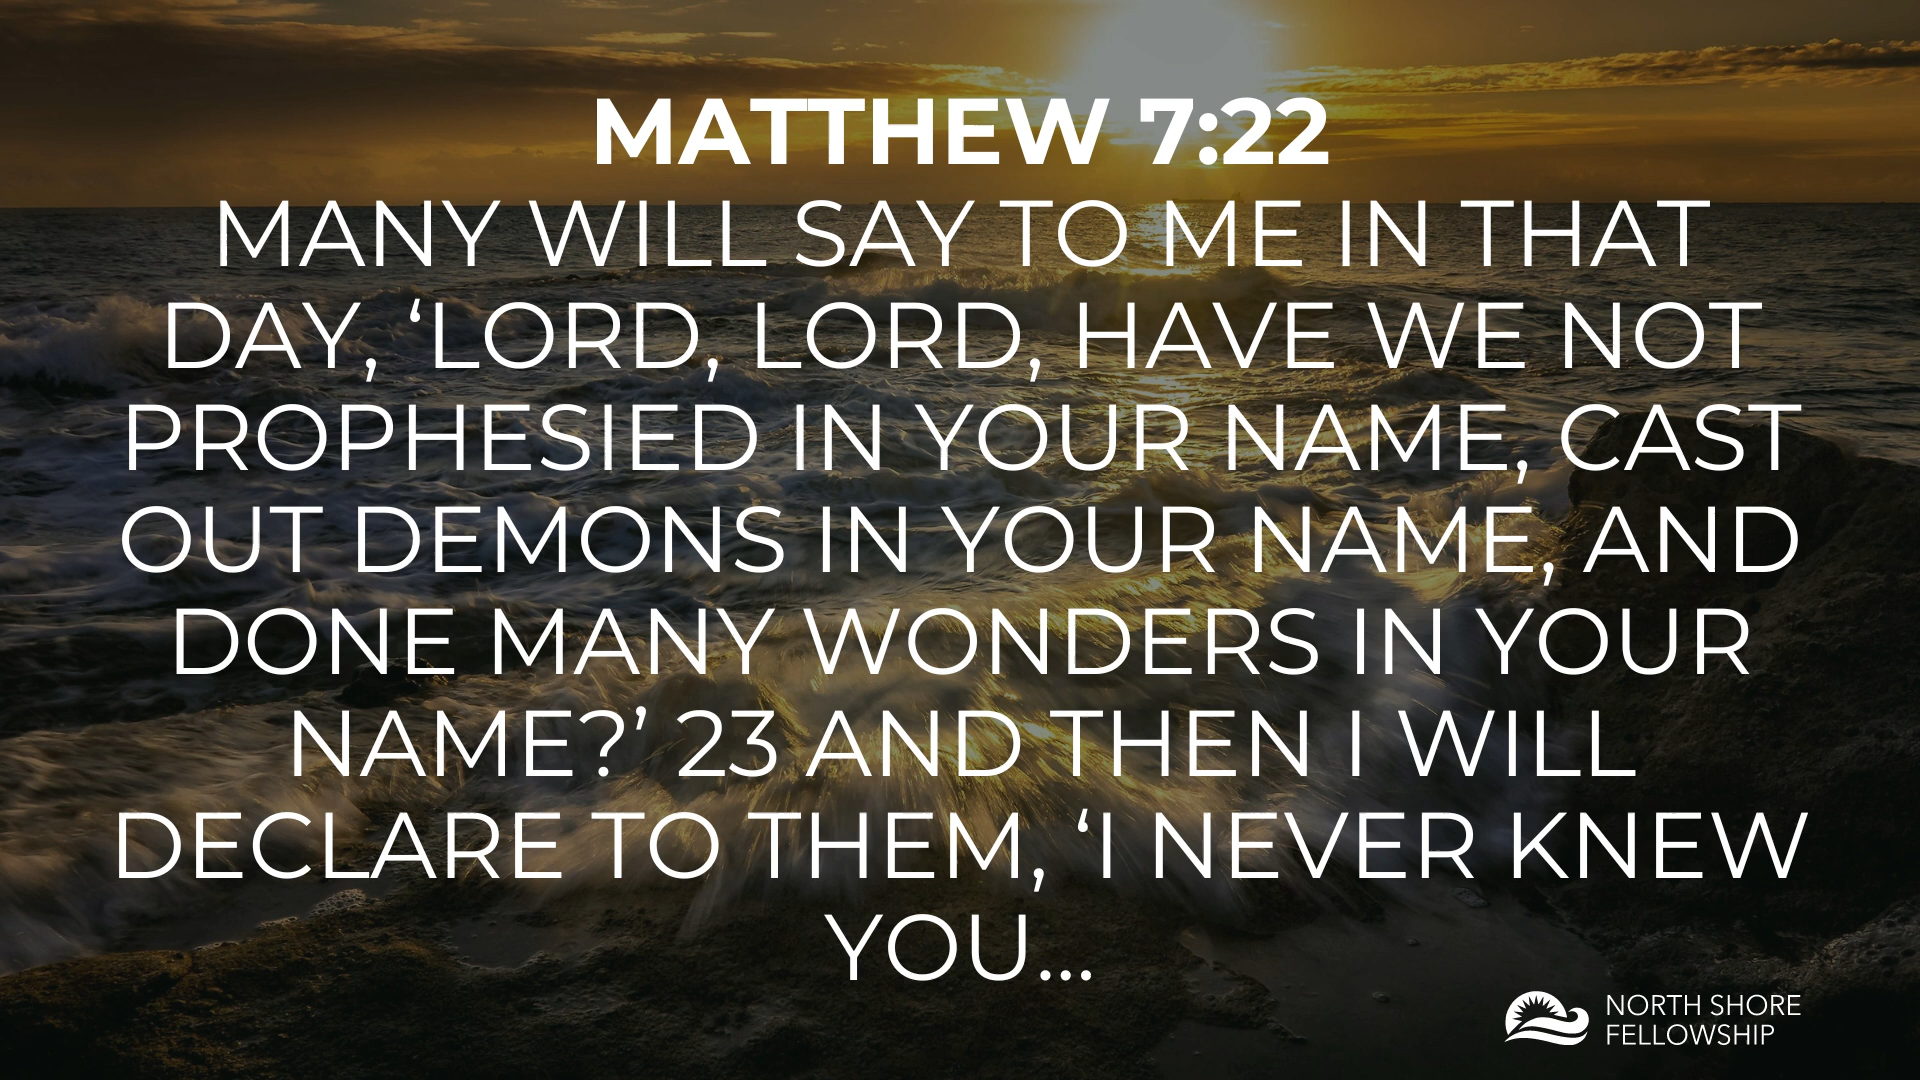 MATTHEW 7:22
MANY WILL SAY TO ME IN THAT
DAY, ‘LORD, LORD, HAVE WE NOT
PROPHESIED IN YOUR NAME, CAST
OUT DEMONS IN YOUR NAME, AND
DONE MANY WONDERS IN YOUR
NAME?’ 23 AND THEN I WILL
DECLARE TO THEM, ‘I NEVER KNEW
YOU...
NORTH SHORE
FELLOWSHIP